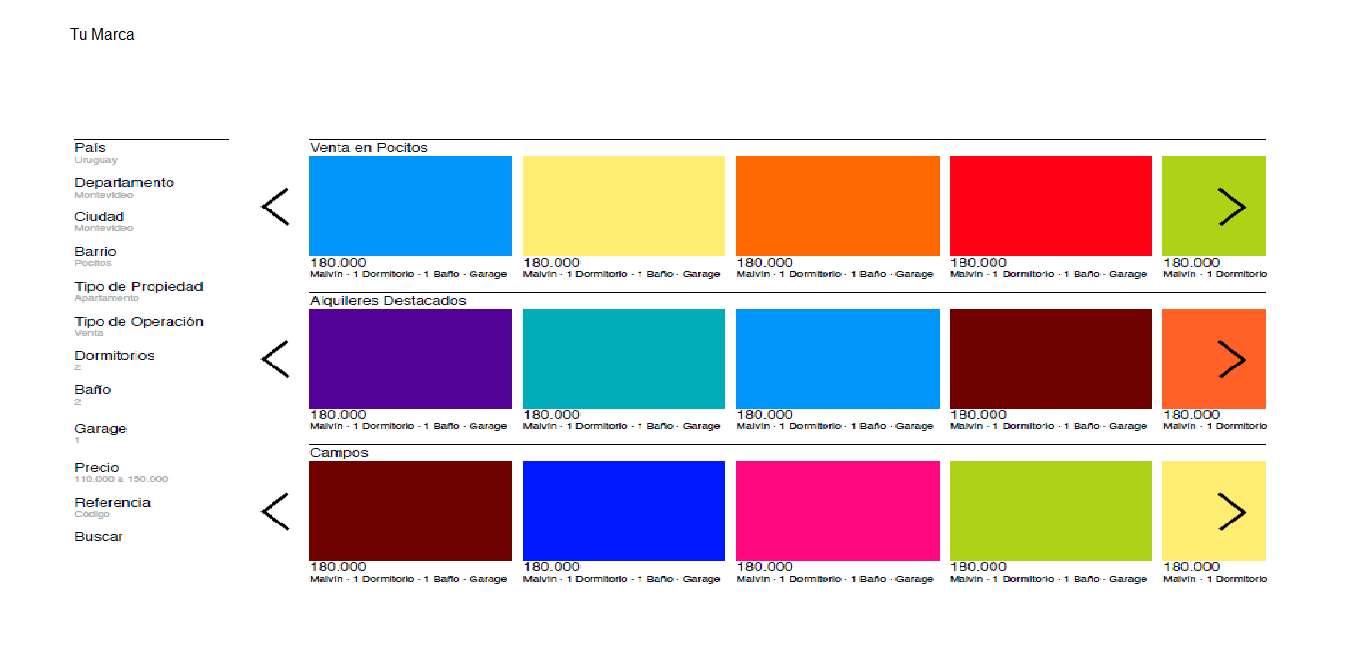 Tu Marca
País
Uruguay
Departamento
Montevideo
Ciudad
Montevideo
Barrio
Pocitos
Tipo de Propiedad
Apartamento
Tipo de Operación
Venta
Dormitorios
2
Baño
2
Garage
1
Precio
110.000 a 150.000
Referencia
Código
Buscar
Venta en Pocitos
180.000 180.000 180.000 180.000 180.000
Malvín - 1 Dormitorio - 1 Baño - Garage Malvín - 1 Dormitorio - 1 Baño - Garage Malvín - 1 Dormitorio - 1 Baño - Garage Malvín - 1 Dormitorio - 1 Baño - Garage Malvín - 1 Dormitorio
Alquileres Destacados
180.000 180.000 180.000 180.000 180.000
Malvín - 1 Dormitorio - 1 Baño - Garage Malvín - 1 Dormitorio - 1 Baño - Garage Malvín - 1 Dormitorio - 1 Baño - Garage Malvín - 1 Dormitorio - 1 Baño - Garage Malvín - 1 Dormitorio
Campos
180.000 180.000 180.000 180.000 180.000
Malvín - 1 Dormitorio - 1 Baño - Garage Malvín - 1 Dormitorio - 1 Baño - Garage Malvín - 1 Dormitorio - 1 Baño - Garage Malvín - 1 Dormitorio - 1 Baño - Garage Malvín - 1 Dormitorio